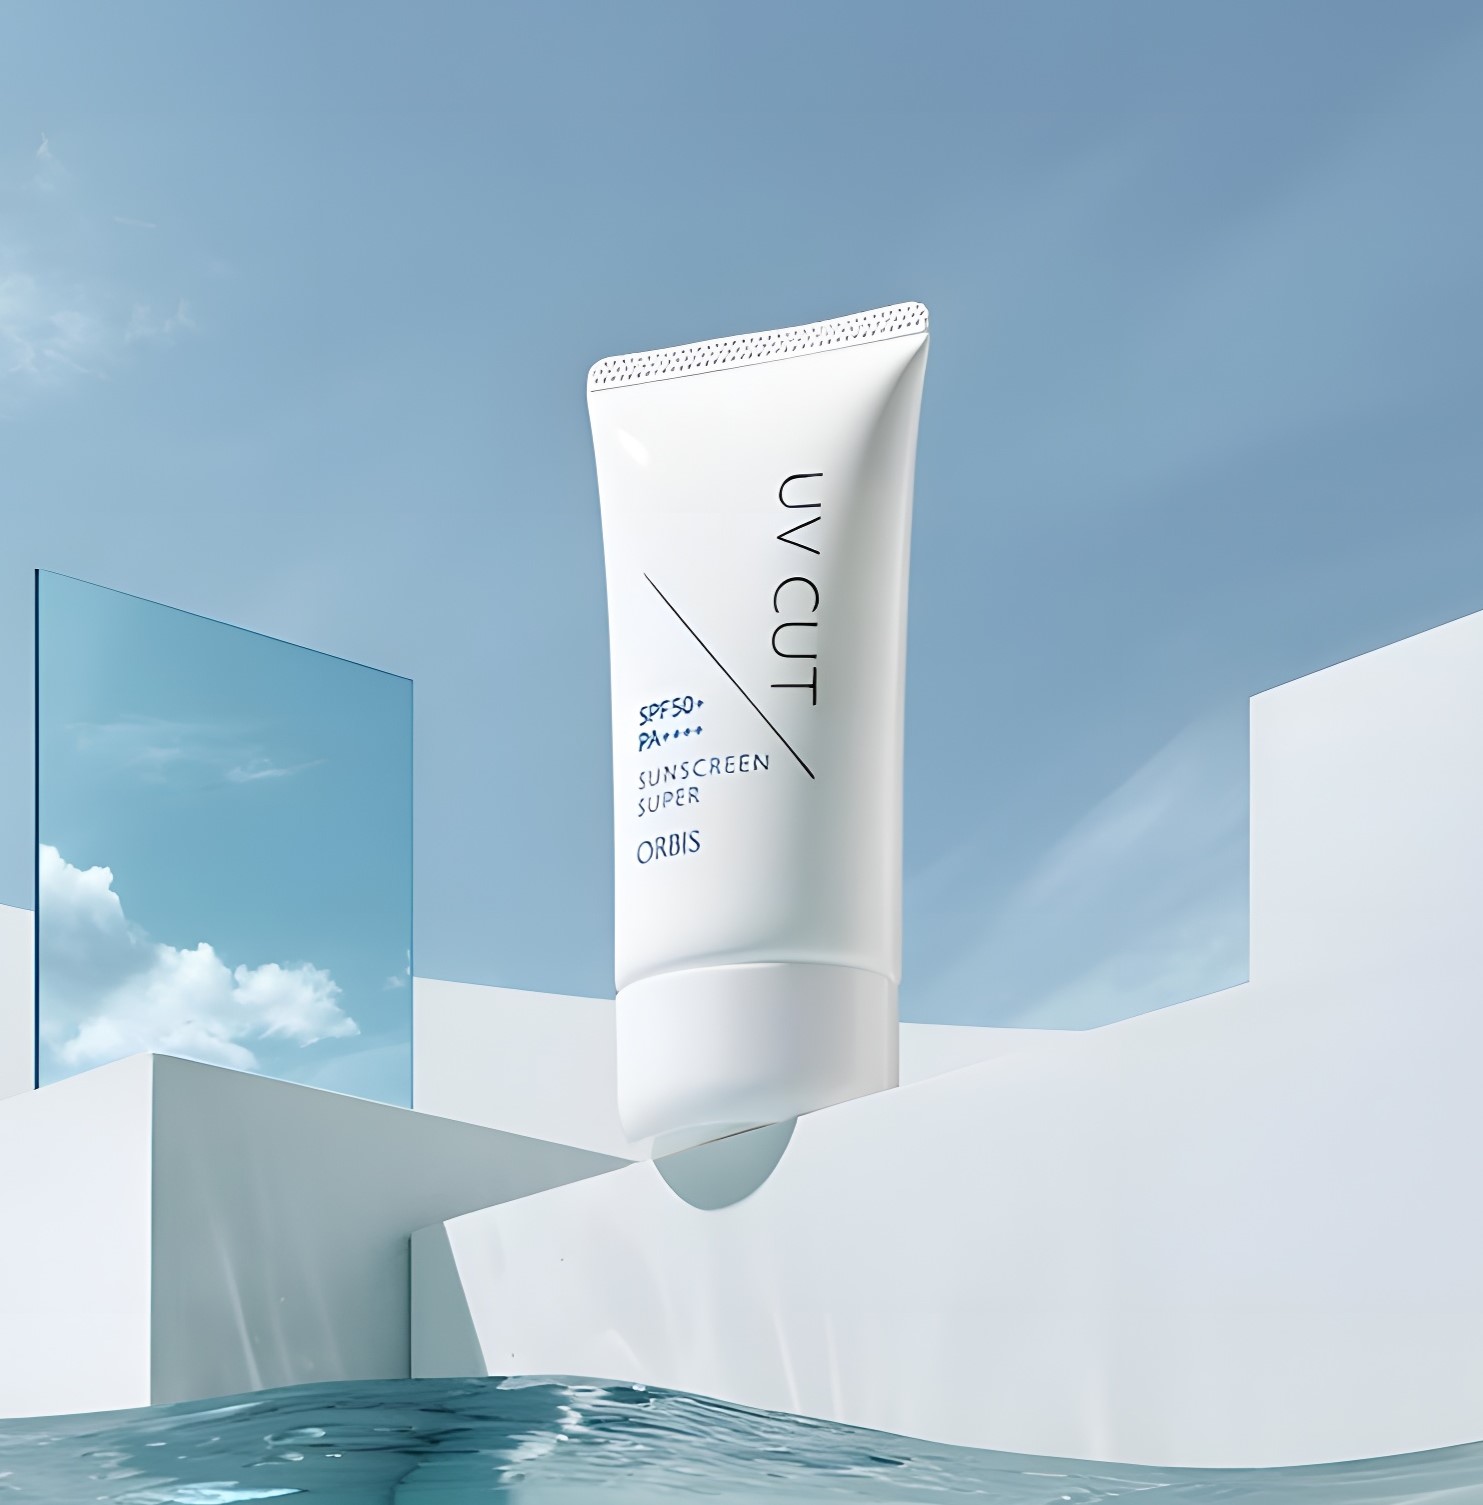 UV CUT
SPF50+
PA++++
SUNSCREEN
SUPER
ORBIS